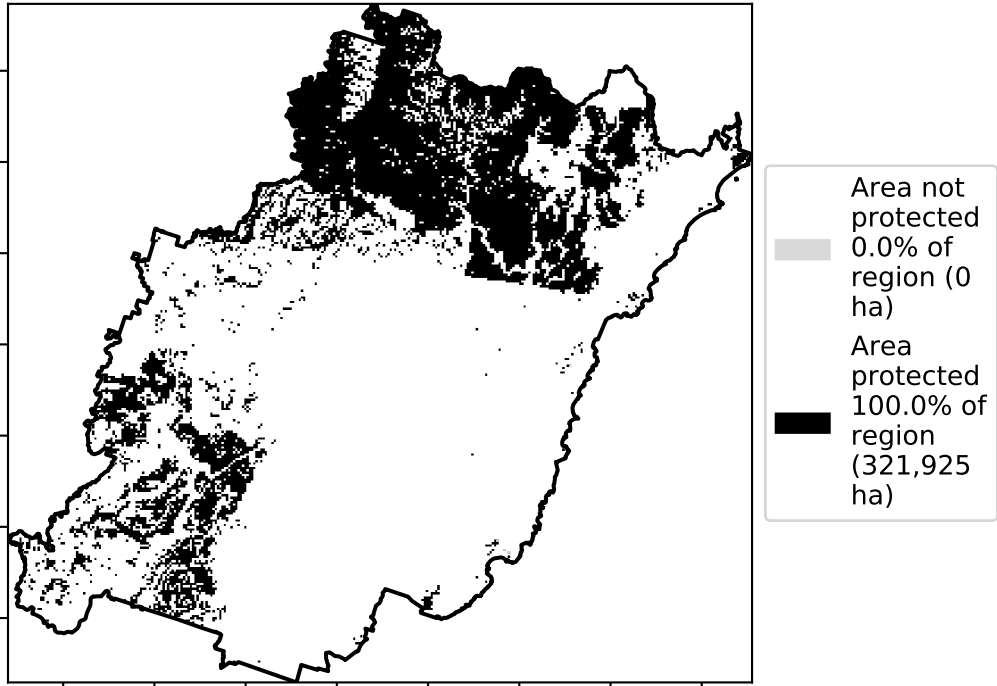 Area not
protected
0.0% of
region (0
ha)
Area
protected
100.0% of
region
(321,925
ha)